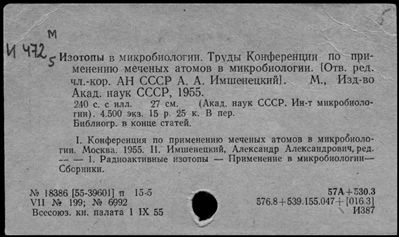 М
И 472
5
Изотопы в микробиологии. Труды Конференции по при-
менению меченых атомов в микробиологии. [Отв. ред.
чл.-кор. АН СССР А. А. Имшенецкий]. М., Изд-во
Акад. наук СССР, 1955.
240 с. с илл. 27 см. (Акад. наук СССР. Ин-т микробиоло-
гии). 4.500 экз. 15 р. 25 к. В пер.
Библиогр. в конце статей.
I. Конференция по применению меченых атомов в микробиоло-
гии. Москва. 1955. II. Имшенецкий, Александр Александрович, ред.
— — 1. Радиоактивные изотопы — Применение в микробиологии—
Сборники.
№ 18386 [55-39601] п 15-5
57А+530.3
VII № 199; № 6992
576.8+539.155.047+[016.3]
Всесоюз. кн. палата 1 IX 55
И387